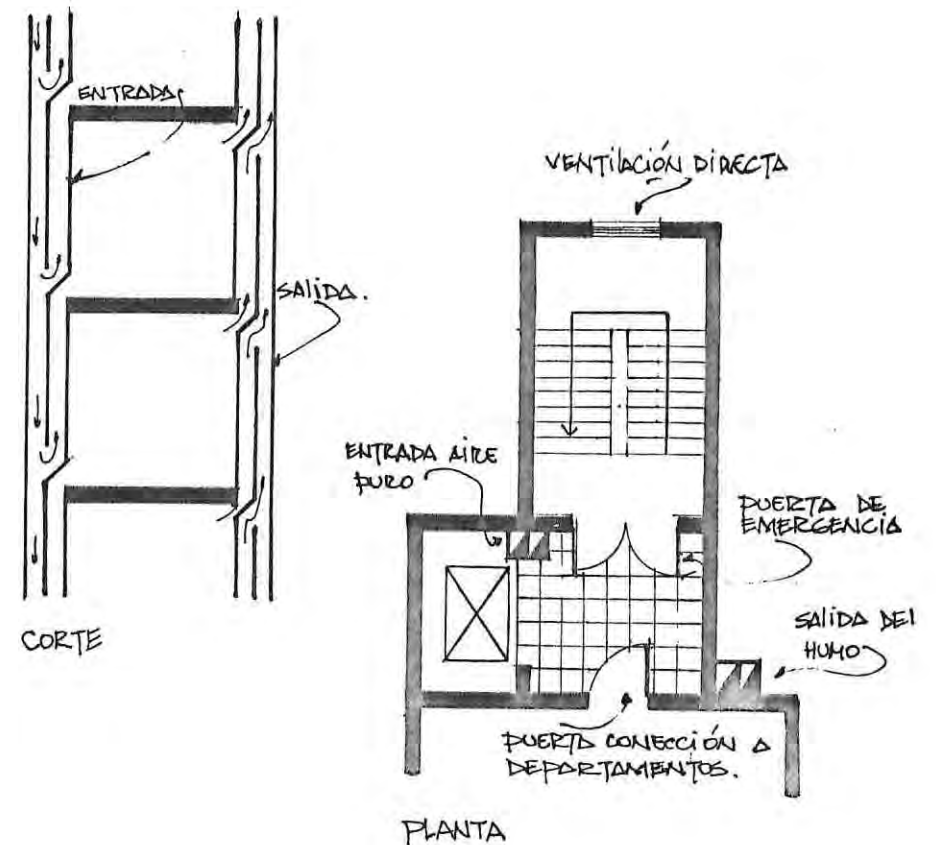 ENTRADA
SALIDA.
CORTE
VENTILACIÓN DIRECTA
ENTRADA AIRE
PURO
PUERTA DE
EMERGENCIA
SALIDA DEL
HUMO
PUERTA CONECCIÓN A
DEPARTAMENTOS.
PLANTA